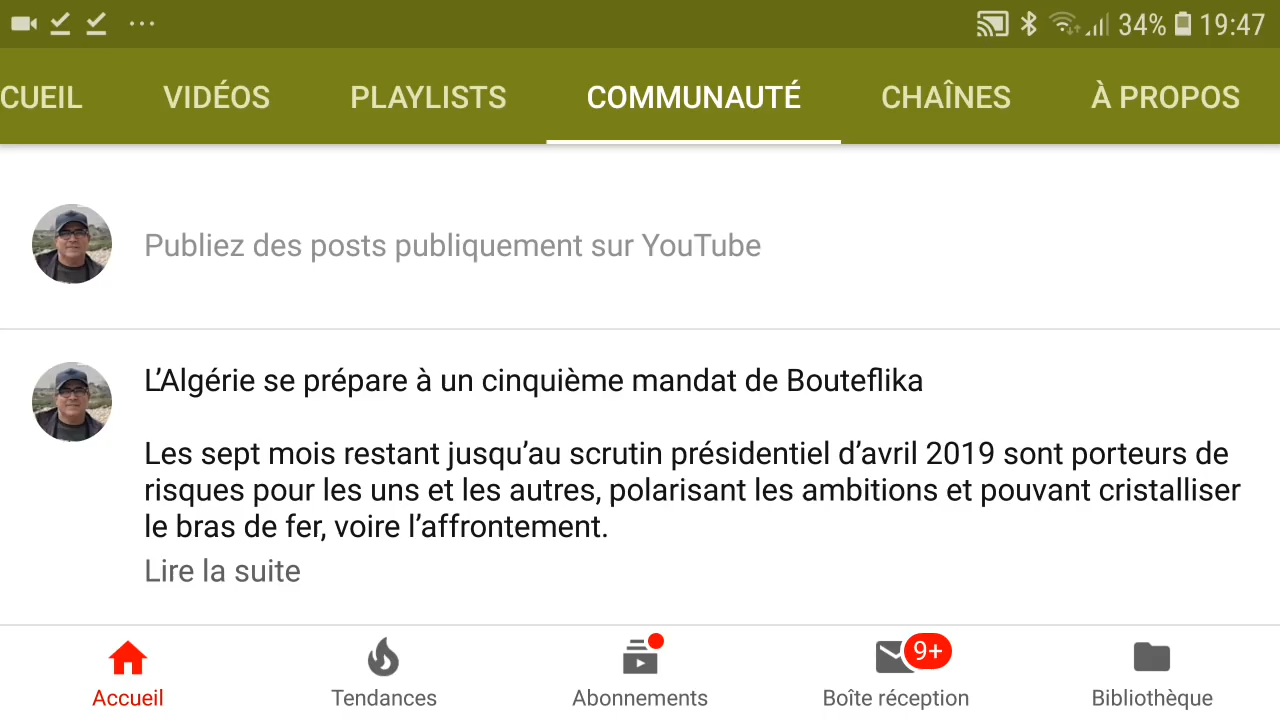 34% 19:47
CUEIL VIDÉOS PLAYLISTS COMMUNAUTÉ CHAÎNES À PROPOS
Publiez des posts publiquement sur YouTube
L’Algérie se prépare à un cinquième mandat de Bouteflika
Les sept mois restant jusqu’au scrutin présidentiel d’avril 2019 sont porteurs de
risques pour les uns et les autres, polarisant les ambitions et pouvant cristalliser
le bras de fer, voire l’affrontement.
Lire la suite
9+
Accueil Tendances Abonnements Boîte réception Bibliothèque